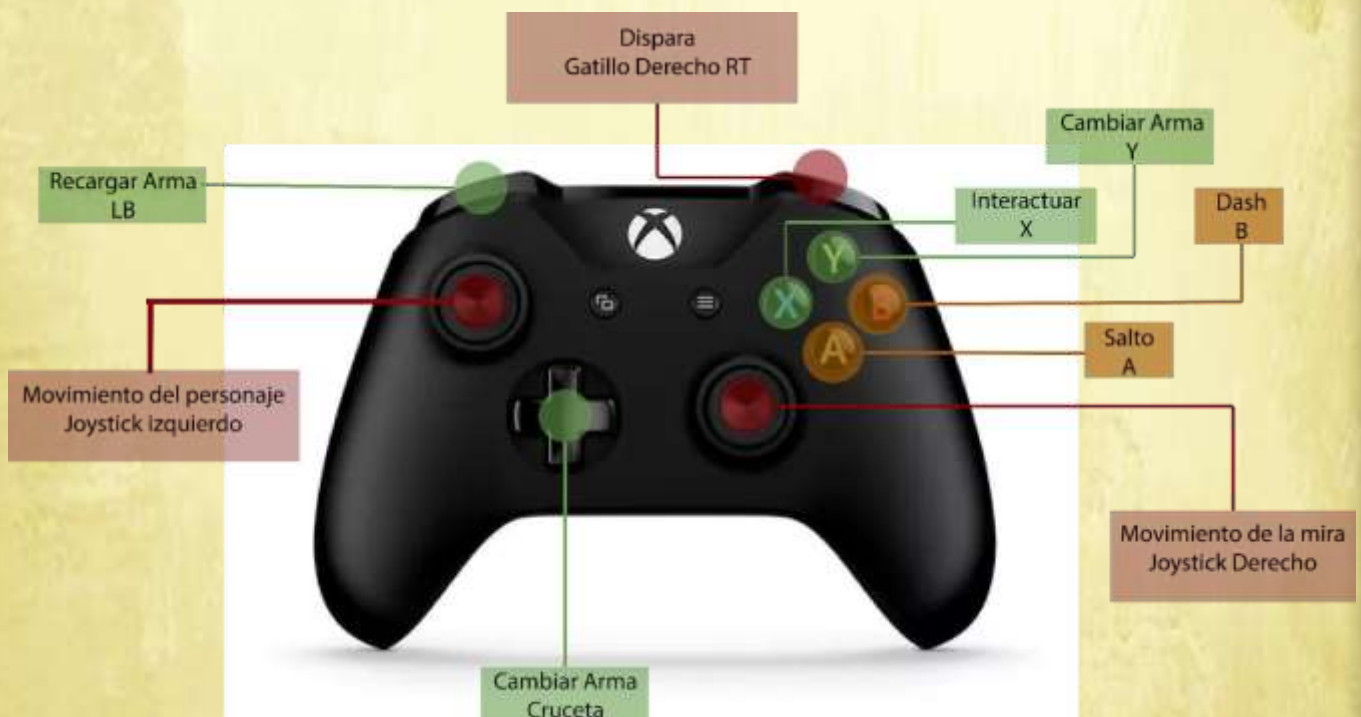 Dispara
Gatillo Derecho RT
Cambiar Arma
Y
Recargar Arma
LB
Interactuar
X
Dash
B
Y
X
B
A
Salto
A
Movimiento del personaje
Joystick izquierdo
Movimiento de la mira
Joystick Derecho
Cambiar Arma
Cruceta